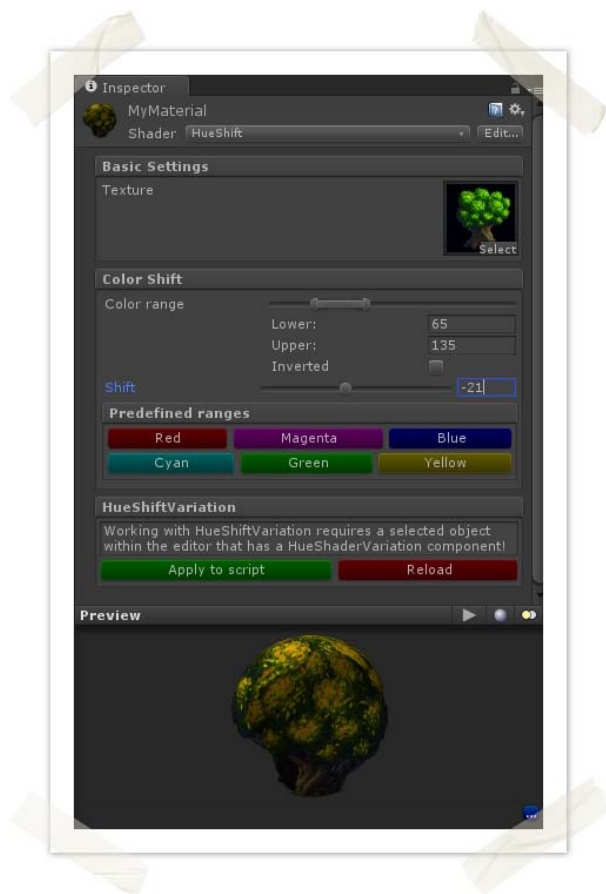 Inspector
MyMaterial
Shader HueShift Edit...
Basic Settings
Texture
Select
Color Shift
Color range
Lower: 65
Upper: 135
Inverted
Shift -21
Predefined ranges
Red Magenta Blue
Cyan Green Yellow
HueShiftVariation
Working with HueShiftVariation requires a selected object
within the editor that has a HueShaderVariation component!
Apply to script Reload
Preview